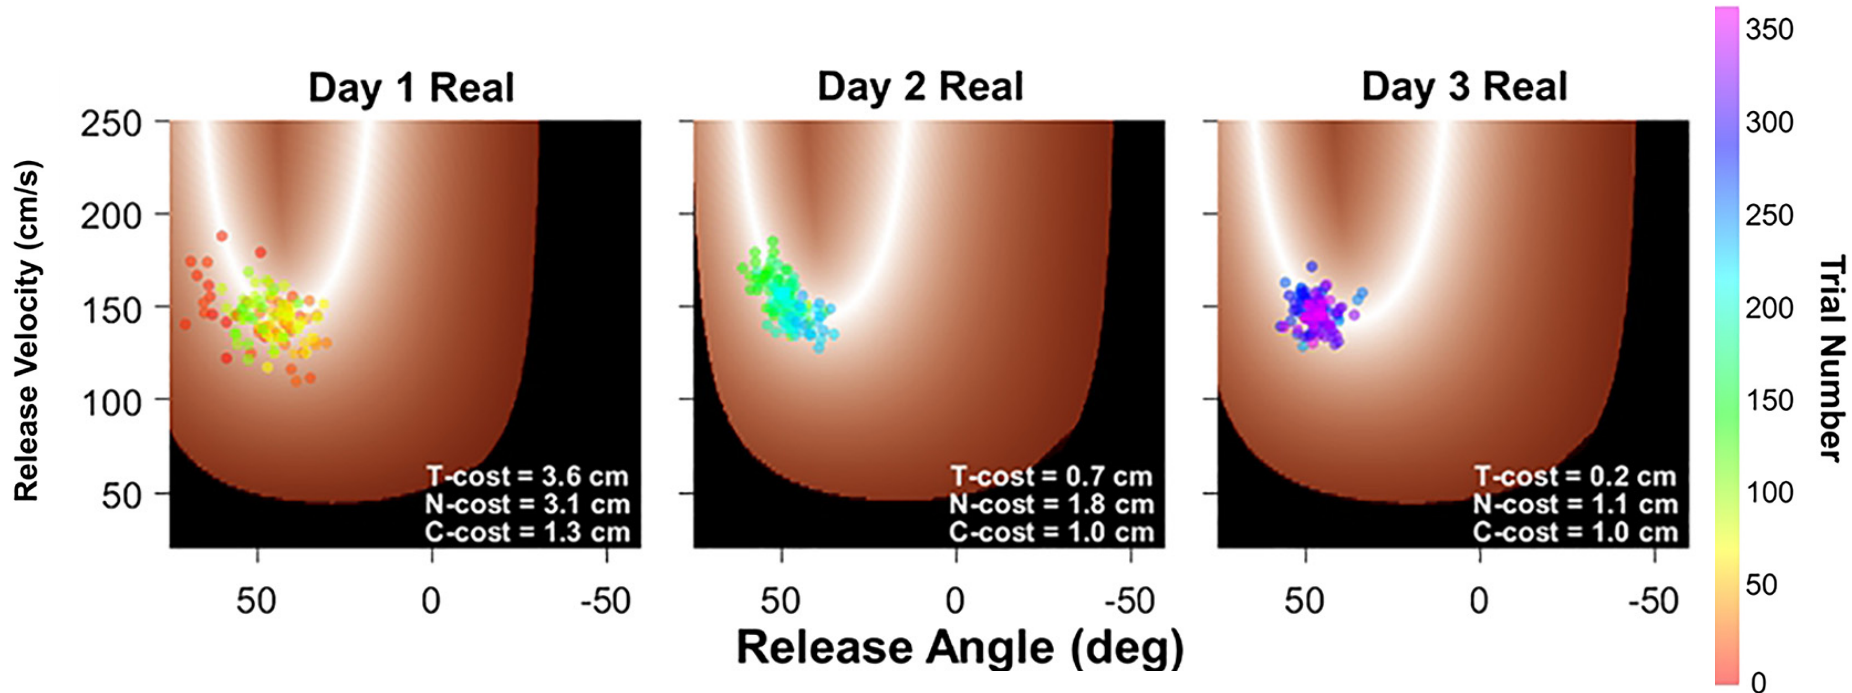 Day 1 Real
Day 2 Real
Day 3 Real
Release Velocity (cm/s)
250
200
150
100
50
T-cost = 3.6 cm
N-cost = 3.1 cm
C-cost = 1.3 cm
T-cost = 0.7 cm
N-cost = 1.8 cm
C-cost = 1.0 cm
T-cost = 0.2 cm
N-cost = 1.1 cm
C-cost = 1.0 cm
50 0 -50
50 0 -50
50 0 -50
Release Angle (deg)
350
300
250
200
150
100
50
0
Trial Number